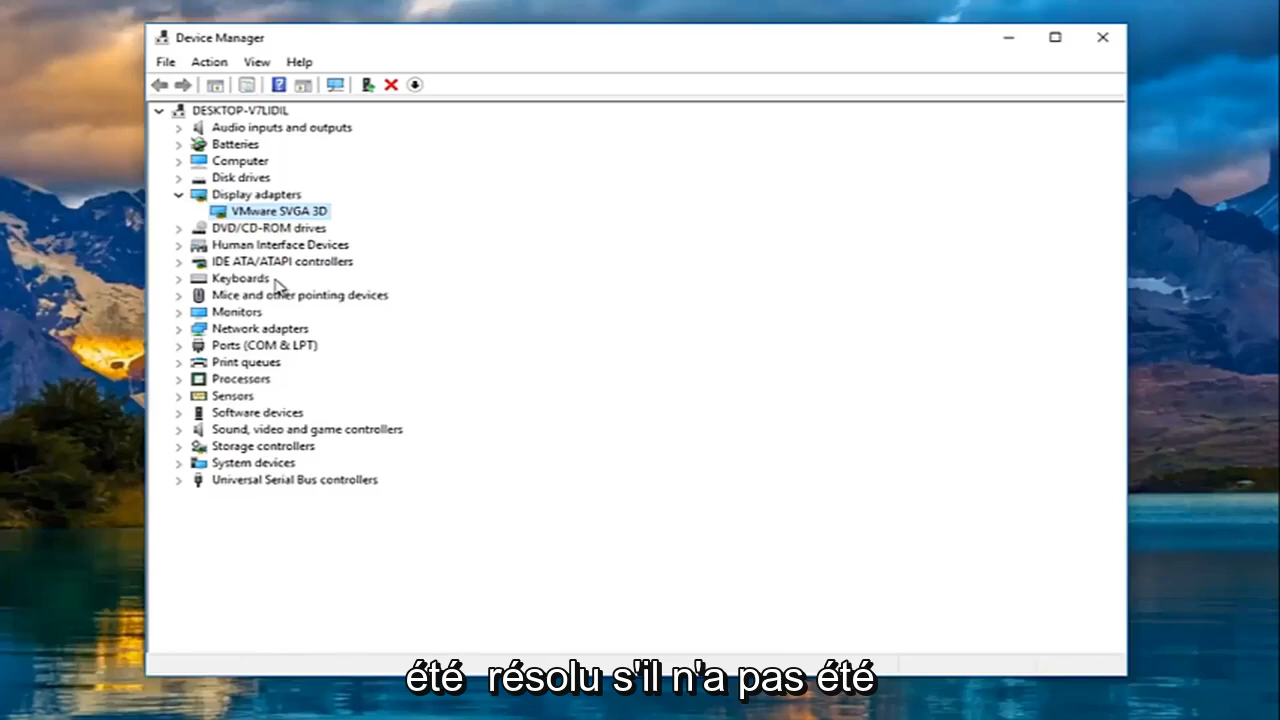 Device Manager
File Action View Help
DESKTOP-V7LIDIL
Audio inputs and outputs
Batteries
Computer
Disk drives
Display adapters
VMware SVGA 3D
DVD/CD-ROM drives
Human Interface Devices
IDE ATA/ATAPI controllers
Keyboards
Mice and other pointing devices
Monitors
Network adapters
Ports (COM & LPT)
Print queues
Processors
Sensors
Software devices
Sound, video and game controllers
Storage controllers
System devices
Universal Serial Bus controllers
été résolu s'il n'a pas été